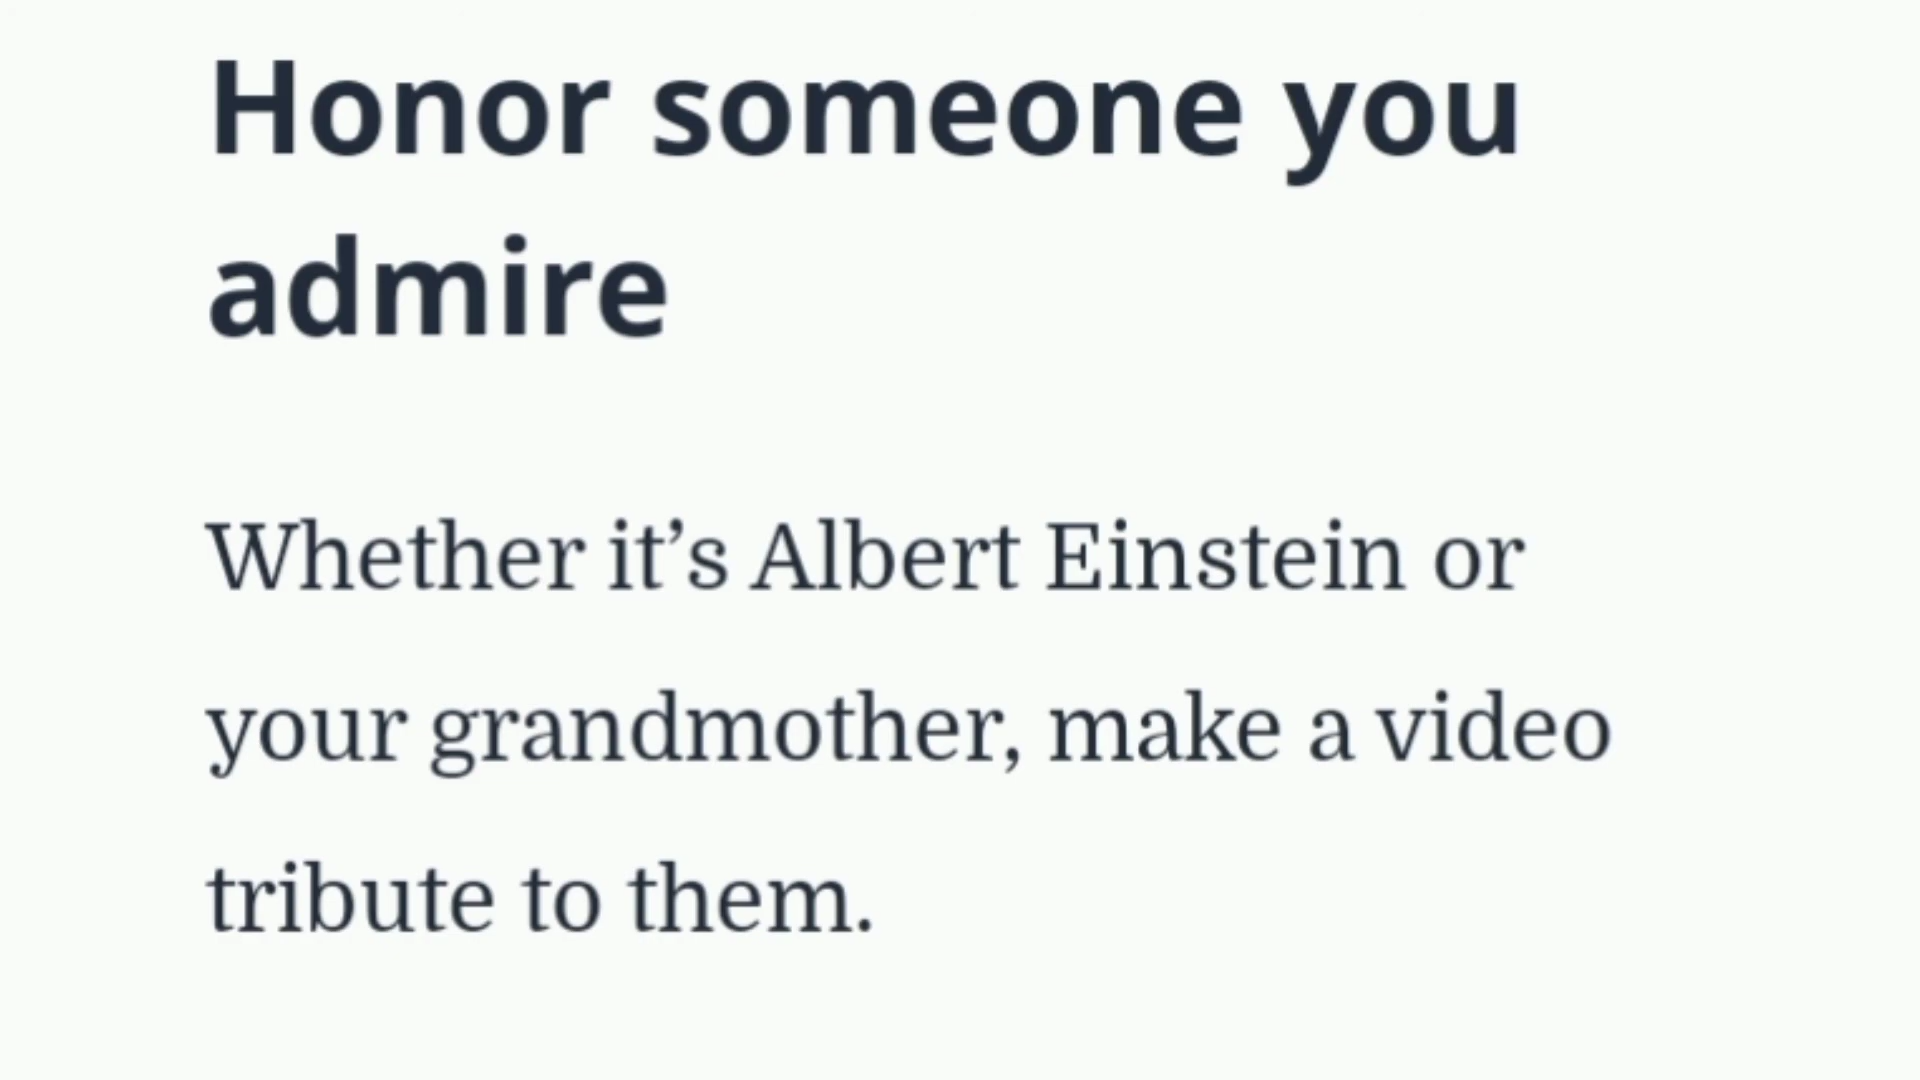 Honor someone you
admire
Whether it’s Albert Einstein or
your grandmother, make a video
tribute to them.